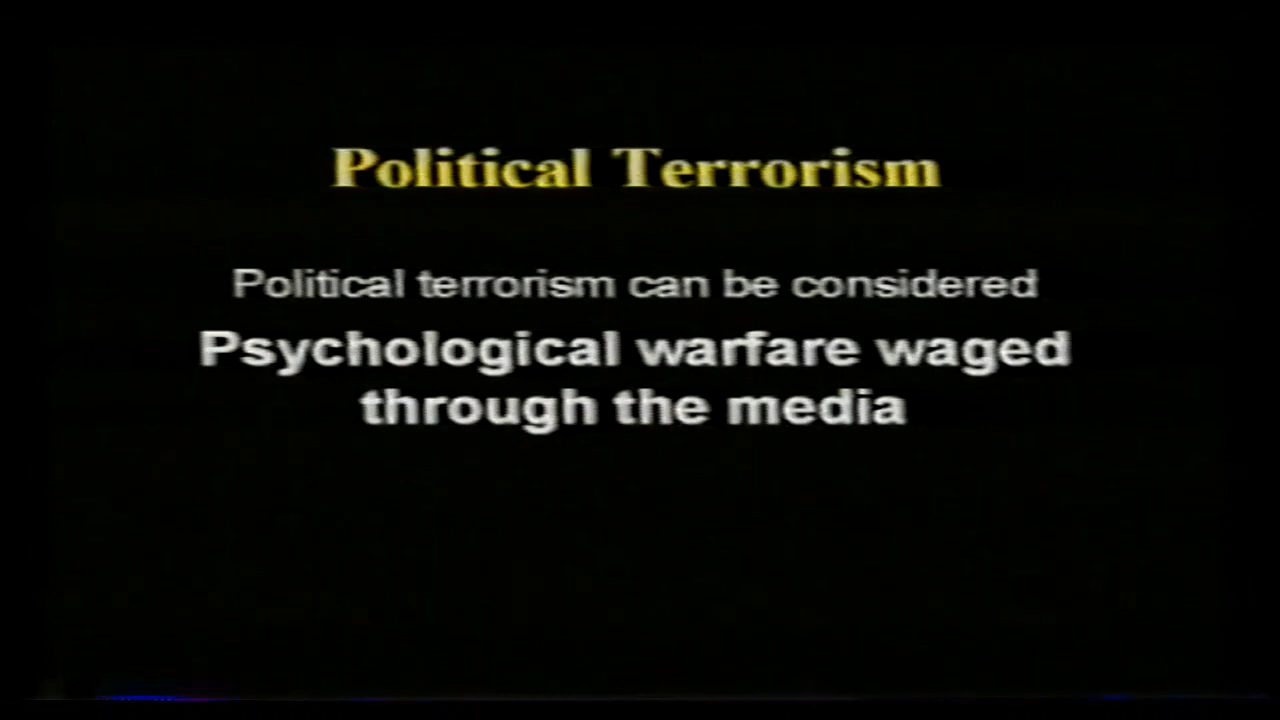 Political Terrorism
Political terrorism can be considered
Psychological warfare waged
through the media